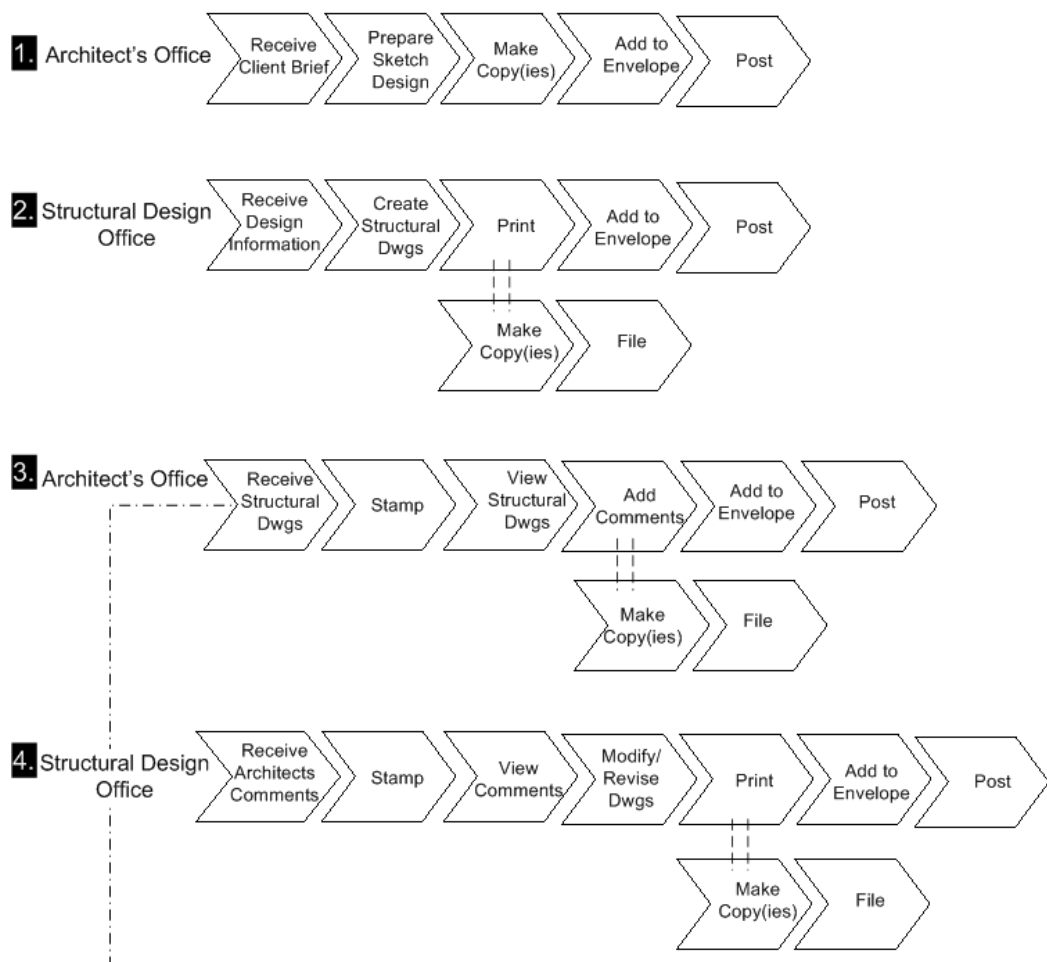 1. Architect's Office
Receive
Client Brief
Prepare
Sketch
Design
Make
Copy(ies)
Add to
Envelope
Post
2. Structural Design
Office
Receive
Design
Information
Create
Structural
Dwgs
Print
Add to
Envelope
Post
Make
Copy(ies)
File
3. Architect's Office
Receive
Structural
Dwgs
Stamp
View
Structural
Dwgs
Add
Comments
Add to
Envelope
Post
Make
Copy(ies)
File
4. Structural Design
Office
Receive
Architects
Comments
Stamp
View
Comments
Modify/
Revise
Dwgs
Print
Add to
Envelope
Post
Make
Copy(ies)
File